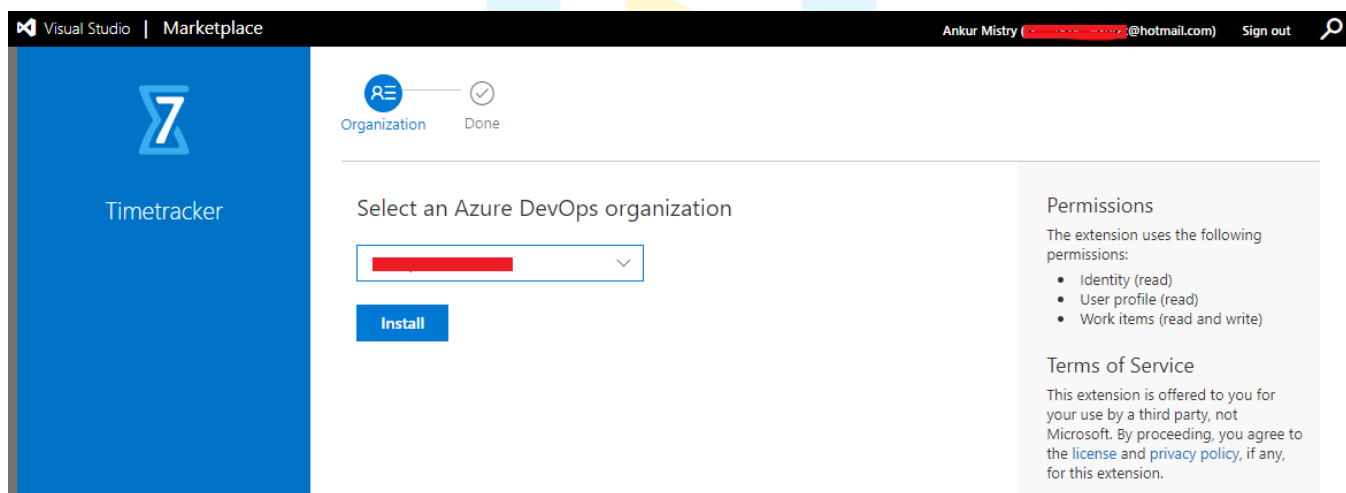 Visual Studio | Marketplace
Ankur Mistry ( @hotmail.com) Sign out
7
Timetracker
Organization Done
Select an Azure DevOps organization
Install
Permissions
The extension uses the following
permissions:
• Identity (read)
• User profile (read)
• Work items (read and write)
Terms of Service
This extension is offered to you for
your use by a third party, not
Microsoft. By proceeding, you agree to
the license and privacy policy, if any,
for this extension.